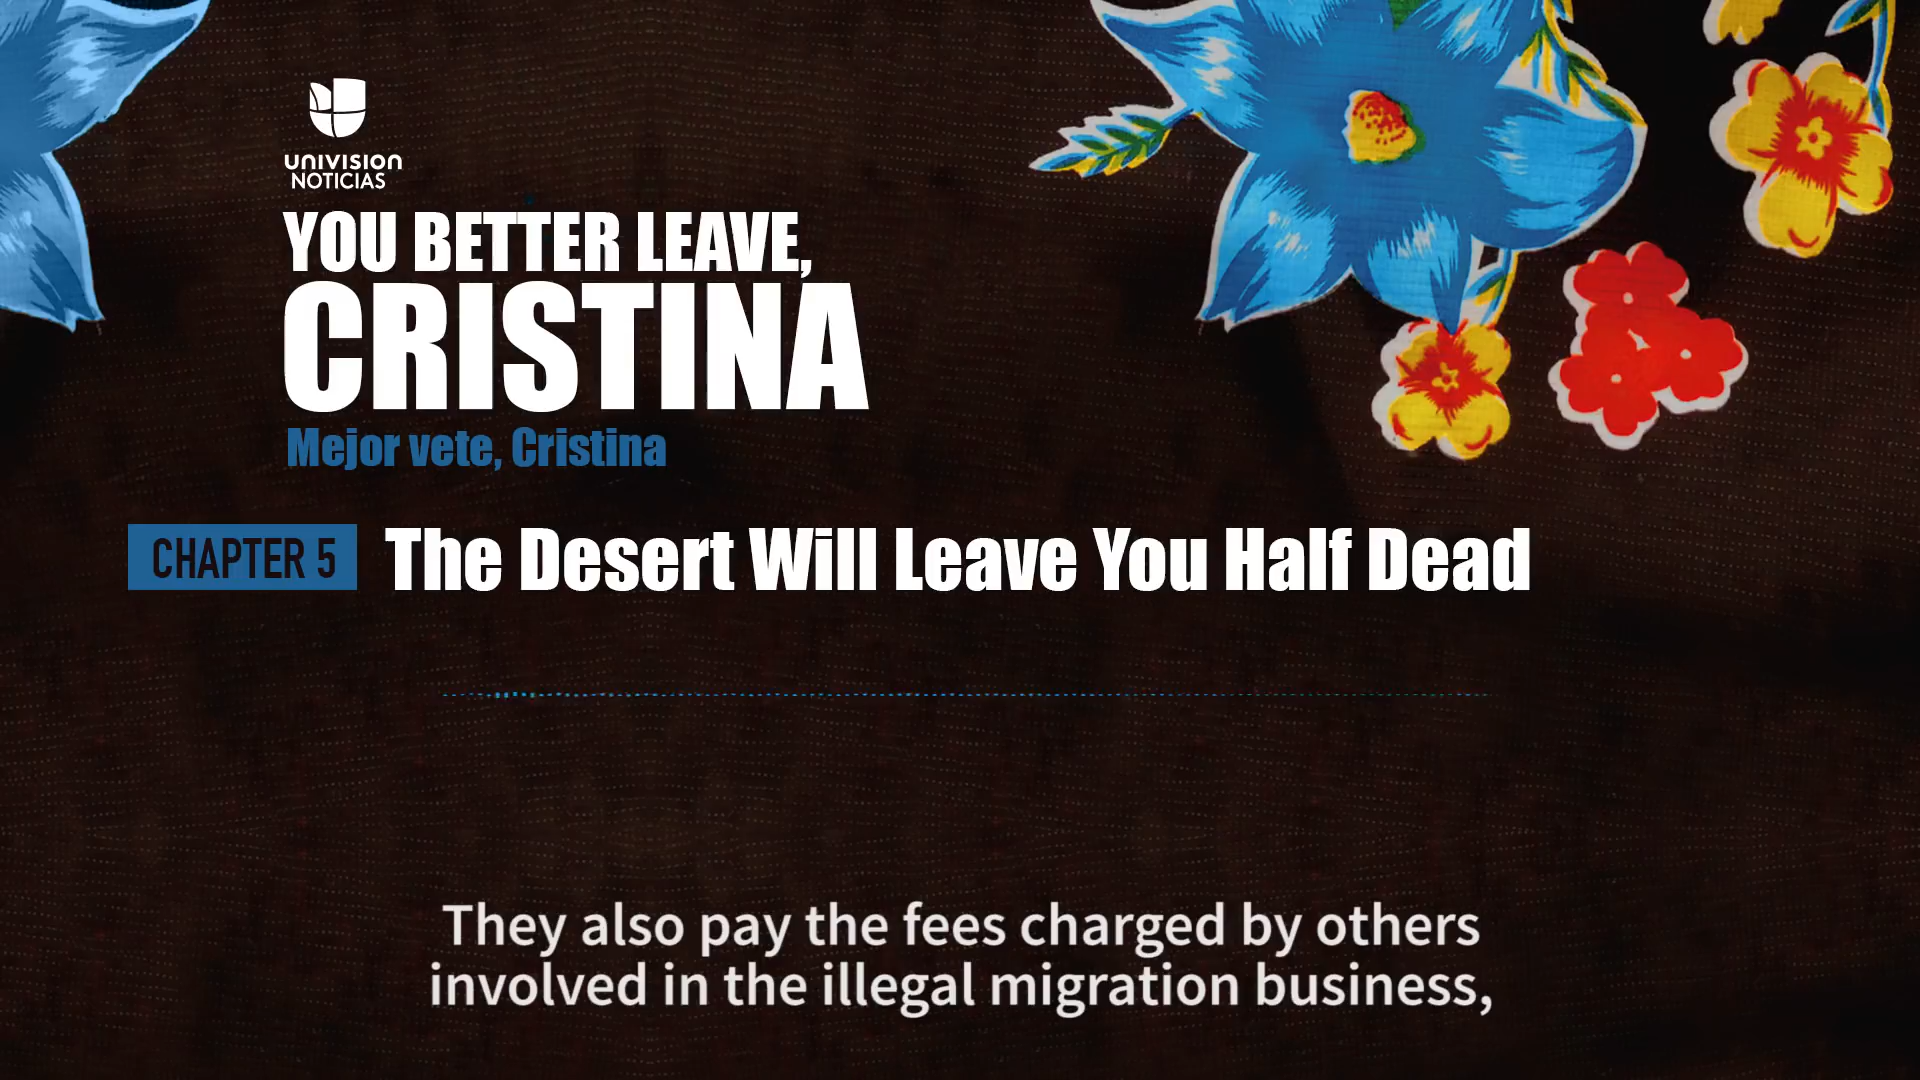 univision
NOTICIAS
YOU BETTER LEAVE,
CRISTINA
Mejor vete, Cristina
CHAPTER 5 The Desert Will Leave You Half Dead
They also pay the fees charged by others
involved in the illegal migration business,